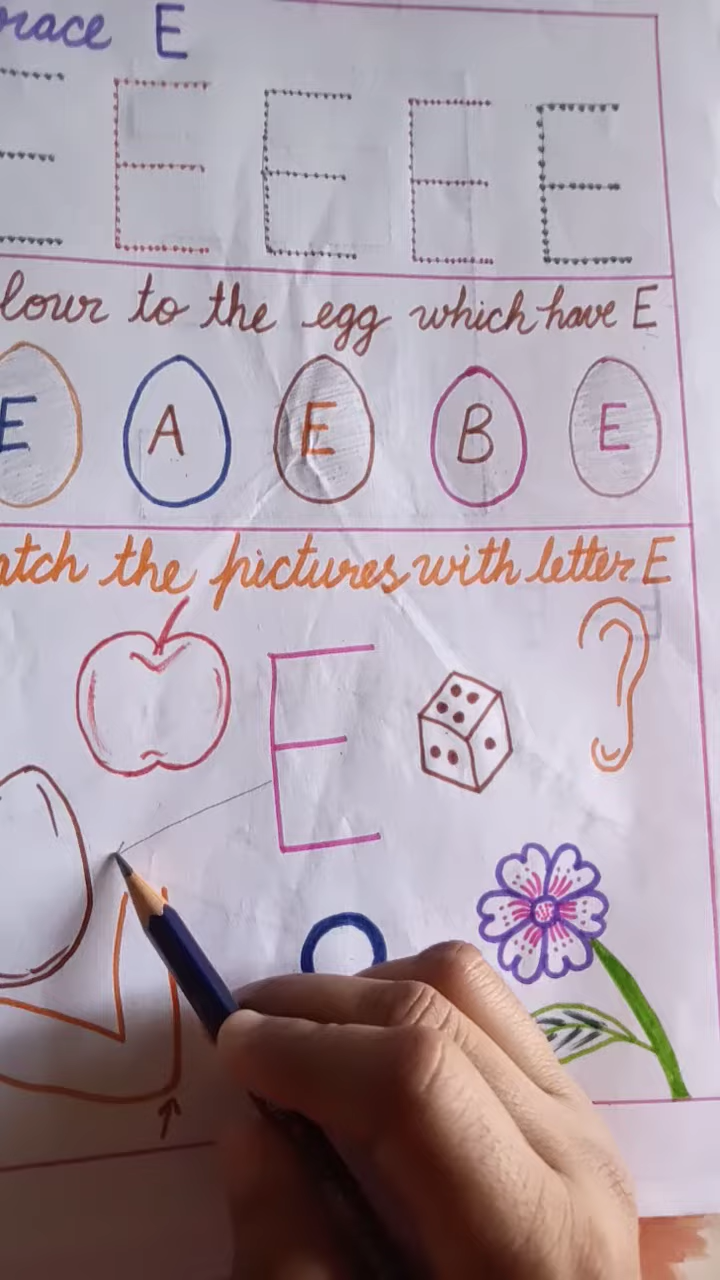 race E
E E E E E
lour to the egg which have E
E A E B E
atch the pictures with letter E
E